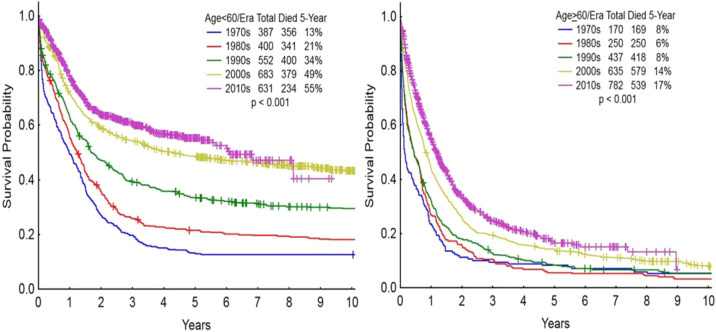 Age<60/Era Total Died 5-Year
1970s 387 356 13%
1980s 400 341 21%
1990s 552 400 34%
2000s 683 379 49%
2010s 631 234 55%
p < 0.001
Survival Probability
1.0
0.8
0.6
0.4
0.2
0.0
0 1 2 3 4 5 6 7 8 9 10
Years
Age≥60/Era Total Died 5-Year
1970s 170 169 8%
1980s 250 250 6%
1990s 437 418 8%
2000s 635 579 14%
2010s 782 539 17%
p < 0.001
Survival Probability
1.0
0.8
0.6
0.4
0.2
0.0
0 1 2 3 4 5 6 7 8 9 10
Years